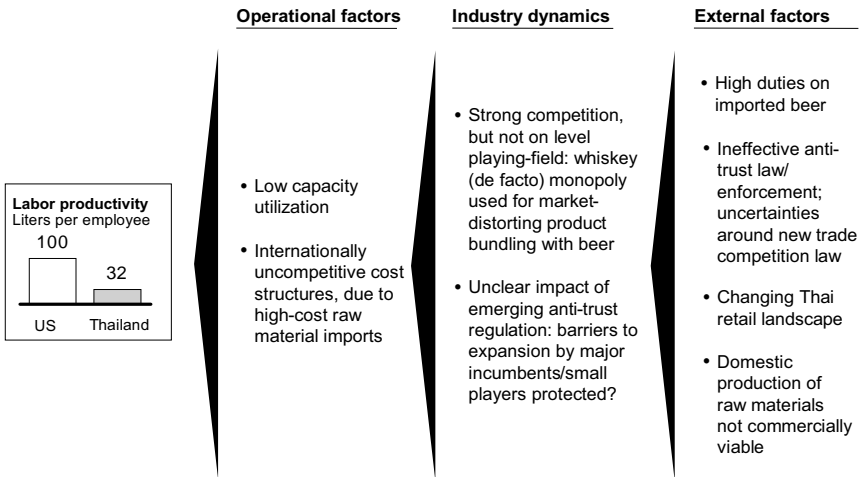 Operational factors
Industry dynamics
External factors
Labor productivity
Liters per employee
100
32
US
Thailand
• Low capacity
utilization
• Internationally
uncompetitive cost
structures, due to
high-cost raw
material imports
• Strong competition,
but not on level
playing-field: whiskey
(de facto) monopoly
used for market-
distorting product
bundling with beer
• Unclear impact of
emerging anti-trust
regulation: barriers to
expansion by major
incumbents/small
players protected?
• High duties on
imported beer
• Ineffective anti-
trust law/
enforcement;
uncertainties
around new trade
competition law
• Changing Thai
retail landscape
• Domestic
production of
raw materials
not commercially
viable